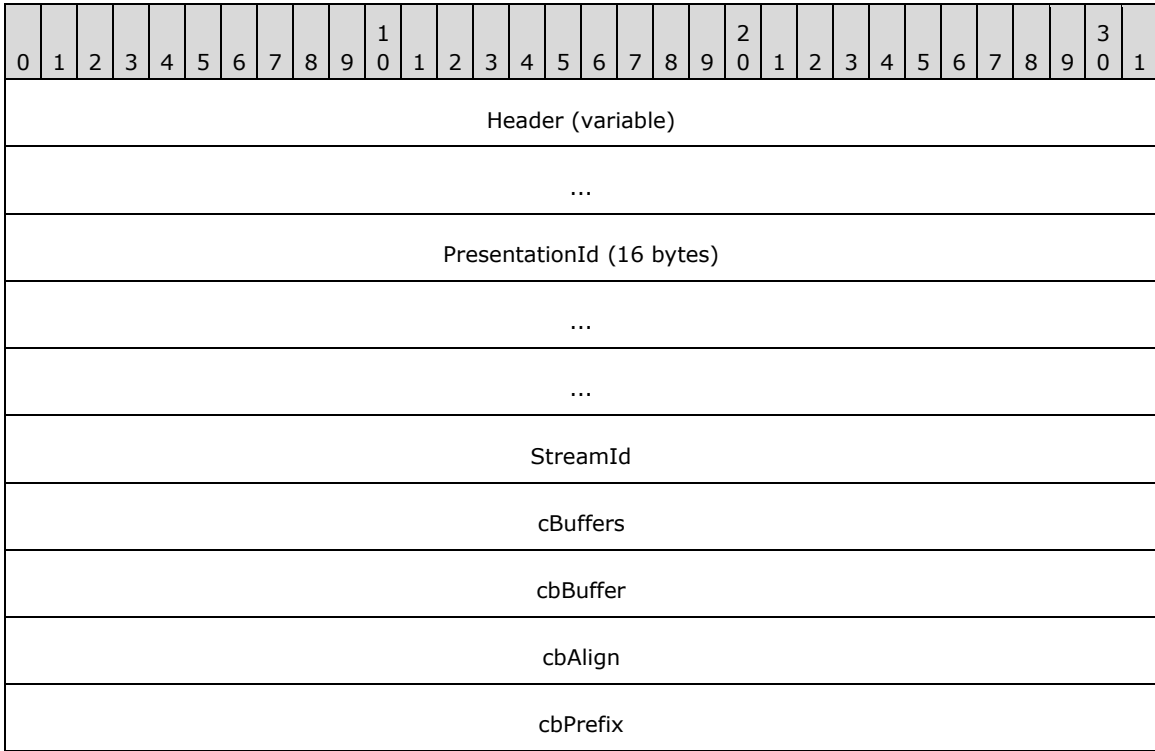 1 2 3
0 1 2 3 4 5 6 7 8 9 0 1 2 3 4 5 6 7 8 9 0 1 2 3 4 5 6 7 8 9 0 1
Header (variable)
...
PresentationId (16 bytes)
...
...
StreamId
cBuffers
cbBuffer
cbAlign
cbPrefix